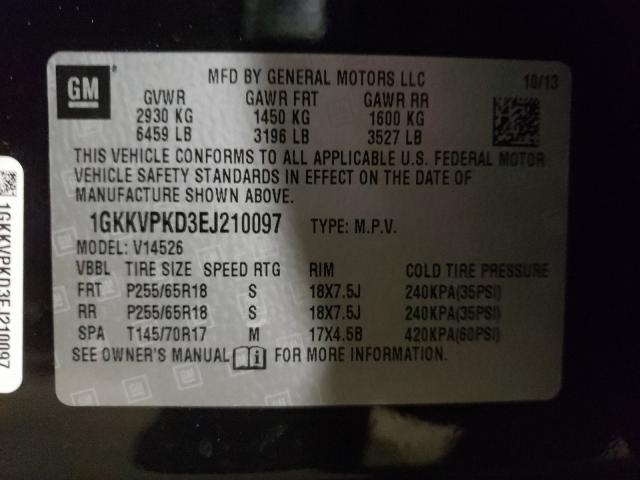 GM
®
MFD BY GENERAL MOTORS LLC 10/13
GVWR GAWR FRT GAWR RR
2930 KG 1450 KG 1600 KG
6459 LB 3196 LB 3527 LB
THIS VEHICLE CONFORMS TO ALL APPLICABLE U.S. FEDERAL MOTOR
VEHICLE SAFETY STANDARDS IN EFFECT ON THE DATE OF
MANUFACTURE SHOWN ABOVE.
1GKKVPKD3EJ210097 TYPE: M.P.V.
MODEL: V14526
VBBL TIRE SIZE SPEED RTG RIM COLD TIRE PRESSURE
FRT P255/65R18 S 18X7.5J 240KPA(35PSI)
RR P255/65R18 S 18X7.5J 240KPA(35PSI)
SPA T145/70R17 M 17X4.5B 420KPA(60PSI)
SEE OWNER'S MANUAL i FOR MORE INFORMATION.
1GKKVPKD3EJ210097